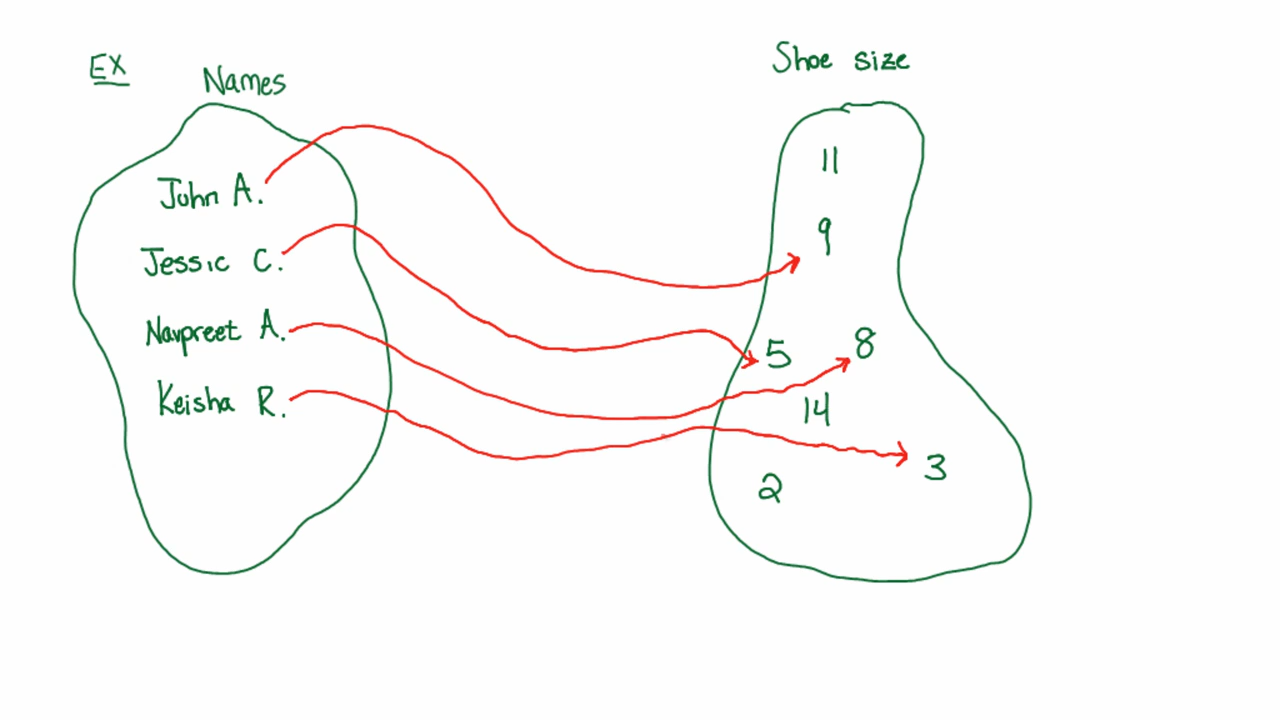 EX
Names
John A.
Jessic C.
Navpreet A.
Keisha R.
Shoe size
11
9
5
8
14
3
2